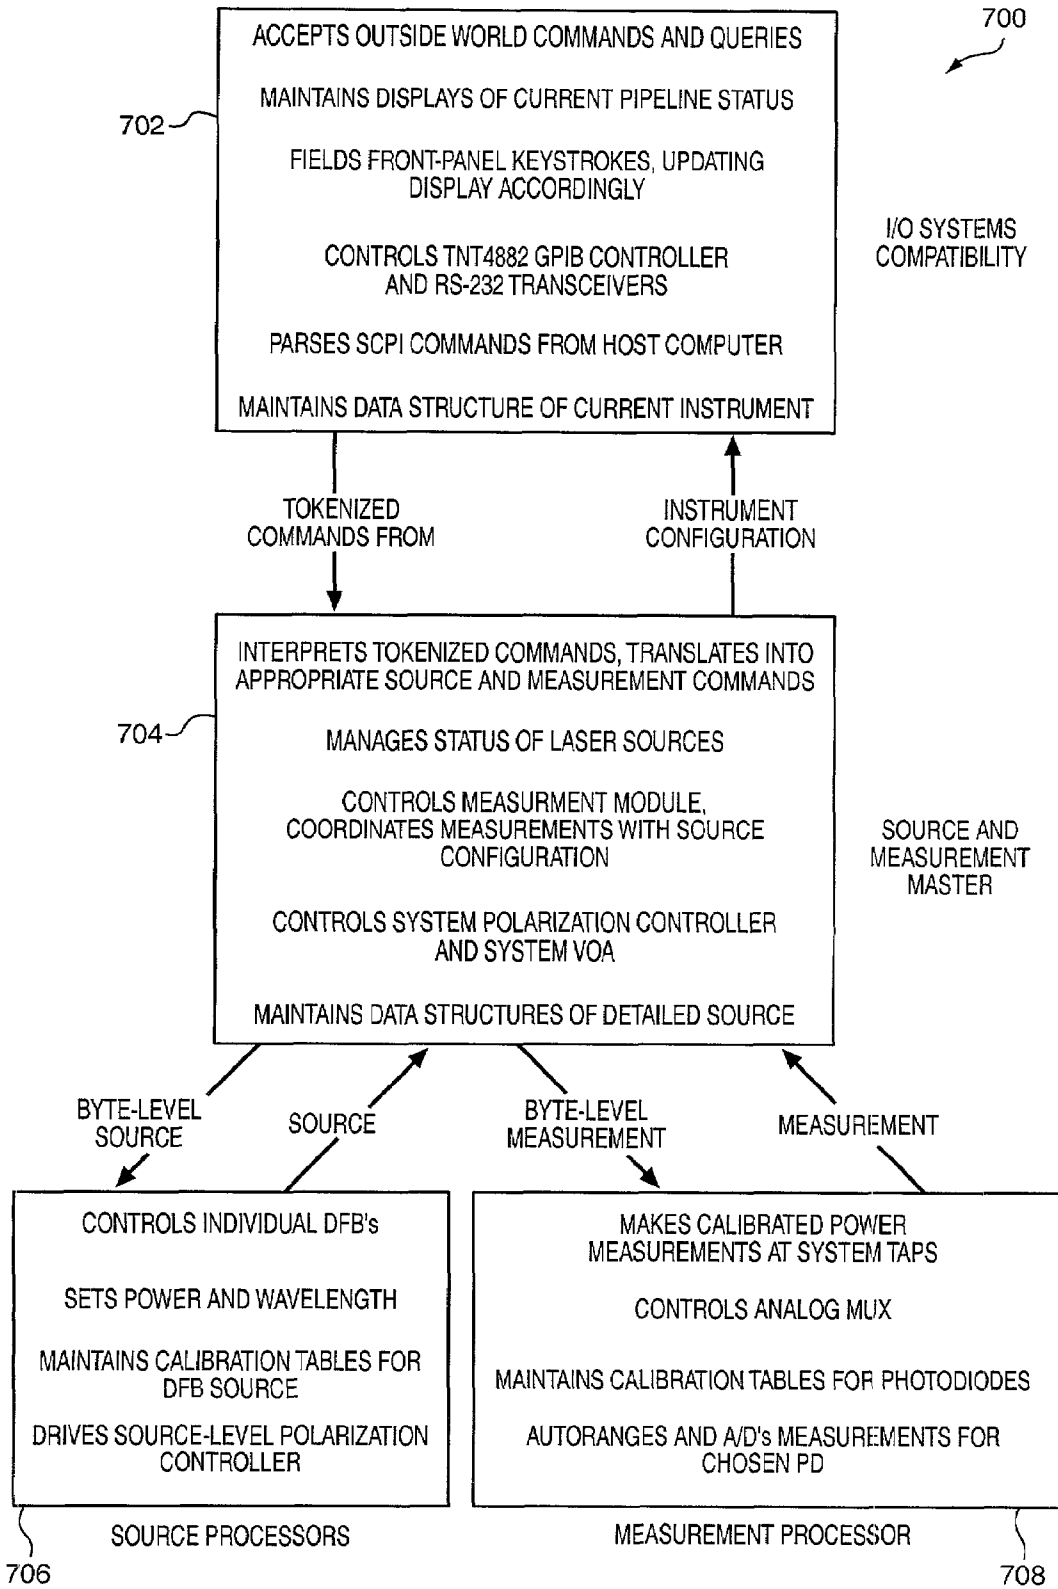 700
ACCEPTS OUTSIDE WORLD COMMANDS AND QUERIES
MAINTAINS DISPLAYS OF CURRENT PIPELINE STATUS
702
FIELDS FRONT-PANEL KEYSTROKES, UPDATING
DISPLAY ACCORDINGLY
CONTROLS TNT4882 GPIB CONTROLLER
AND RS-232 TRANSCEIVERS
PARSES SCPI COMMANDS FROM HOST COMPUTER
MAINTAINS DATA STRUCTURE OF CURRENT INSTRUMENT
I/O SYSTEMS
COMPATIBILITY
TOKENIZED
COMMANDS FROM
INSTRUMENT
CONFIGURATION
INTERPRETS TOKENIZED COMMANDS, TRANSLATES INTO
APPROPRIATE SOURCE AND MEASUREMENT COMMANDS
704
MANAGES STATUS OF LASER SOURCES
CONTROLS MEASURMENT MODULE,
COORDINATES MEASUREMENTS WITH SOURCE
CONFIGURATION
CONTROLS SYSTEM POLARIZATION CONTROLLER
AND SYSTEM VOA
MAINTAINS DATA STRUCTURES OF DETAILED SOURCE
SOURCE AND
MEASUREMENT
MASTER
BYTE-LEVEL
SOURCE
SOURCE
BYTE-LEVEL
MEASUREMENT
MEASUREMENT
CONTROLS INDIVIDUAL DFB's
SETS POWER AND WAVELENGTH
MAINTAINS CALIBRATION TABLES FOR
DFB SOURCE
DRIVES SOURCE-LEVEL POLARIZATION
CONTROLLER
SOURCE PROCESSORS
706
MAKES CALIBRATED POWER
MEASUREMENTS AT SYSTEM TAPS
CONTROLS ANALOG MUX
MAINTAINS CALIBRATION TABLES FOR PHOTODIODES
AUTORANGES AND A/D's MEASUREMENTS FOR
CHOSEN PD
MEASUREMENT PROCESSOR
708